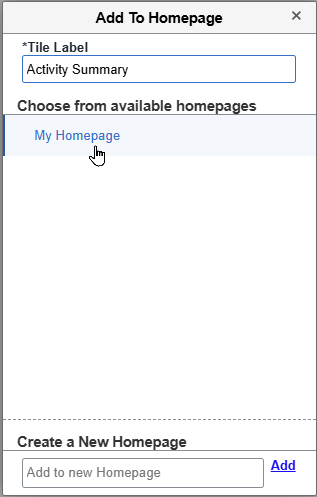 Add To Homepage ×
*Tile Label
Activity Summary
Choose from available homepages
My Homepage
Create a New Homepage
Add to new Homepage Add